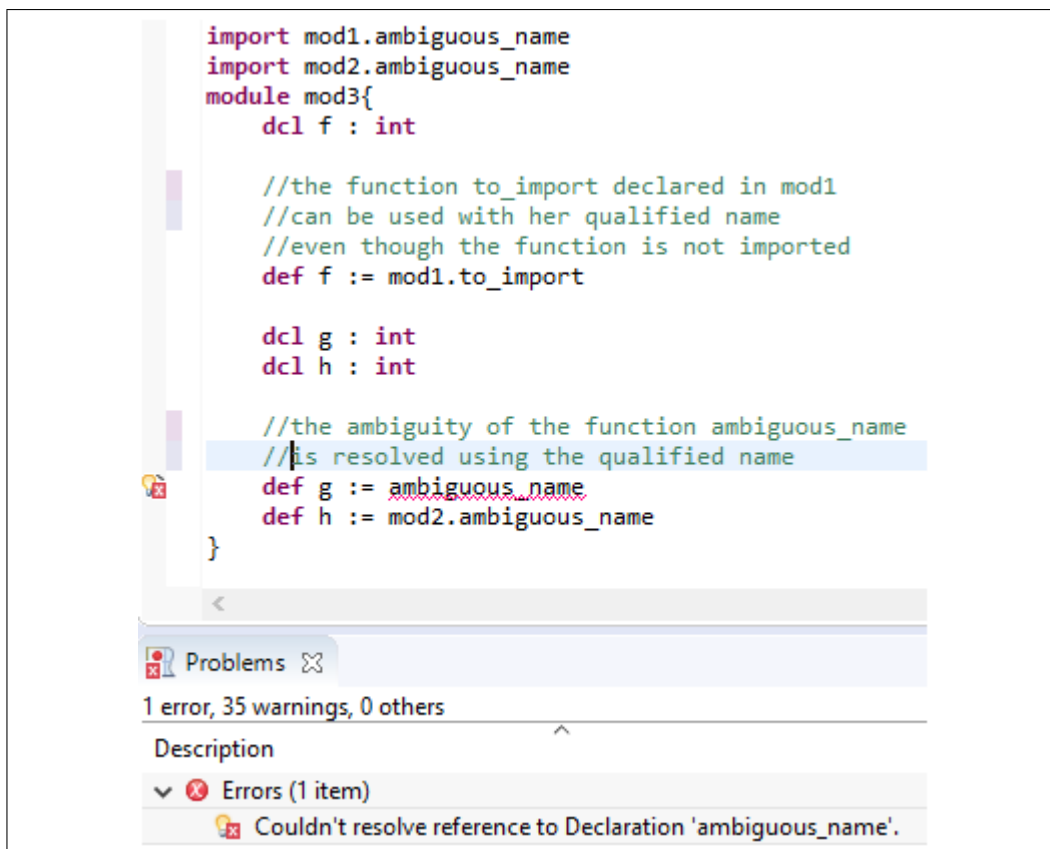 import mod1.ambiguous_name
import mod2.ambiguous_name
module mod3{
dcl f : int
//the function to_import declared in mod1
//can be used with her qualified name
//even though the function is not imported
def f := mod1.to_import
dcl g : int
dcl h : int
//the ambiguity of the function ambiguous_name
//is resolved using the qualified name
def g := ambiguous_name
def h := mod2.ambiguous_name
}
Problems
1 error, 35 warnings, 0 others
Description
Errors (1 item)
Couldn't resolve reference to Declaration 'ambiguous_name'.